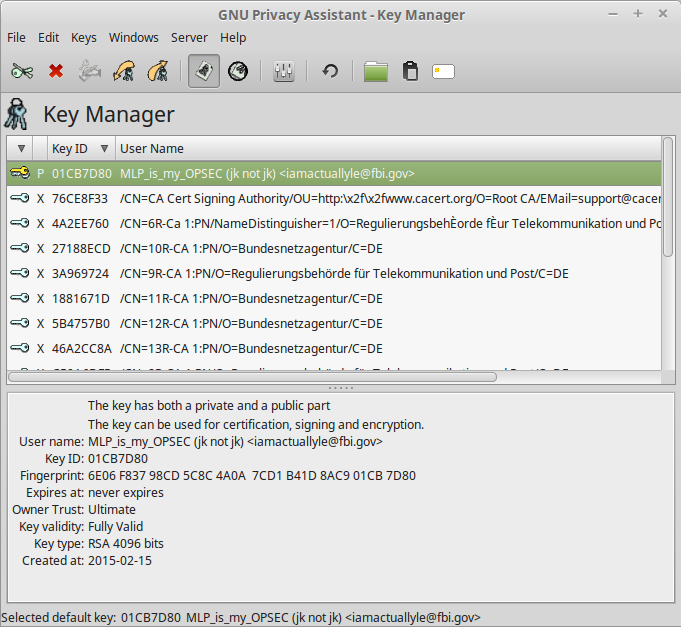 GNU Privacy Assistant - Key Manager
File Edit Keys Windows Server Help
Key Manager
Key ID User Name
P 01CB7D80 MLP_is_my_OPSEC (jk not jk) <iamactuallyle@fbi.gov>
X 76CE8F33 /CN=CA Cert Signing Authority/OU=http:\x2f\x2fwww.cacert.org/O=Root CA/EMail=support@cacer
X 4A2EE760 /CN=6R-Ca 1:PN/NameDistinguisher=1/O=RegulierungsbehÈorde fÈur Telekommunikation und Po
X 27188ECD /CN=10R-CA 1:PN/O=Bundesnetzagentur/C=DE
X 3A969724 /CN=9R-CA 1:PN/O=Regulierungsbehörde für Telekommunikation und Post/C=DE
X 1881671D /CN=11R-CA 1:PN/O=Bundesnetzagentur/C=DE
X 5B4757B0 /CN=12R-CA 1:PN/O=Bundesnetzagentur/C=DE
X 46A2CC8A /CN=13R-CA 1:PN/O=Bundesnetzagentur/C=DE
The key has both a private and a public part
The key can be used for certification, signing and encryption.
User name: MLP_is_my_OPSEC (jk not jk) <iamactuallyle@fbi.gov>
Key ID: 01CB7D80
Fingerprint: 6E06 F837 98CD 5C8C 4A0A  7CD1 B41D 8AC9 01CB 7D80
Expires at: never expires
Owner Trust: Ultimate
Key validity: Fully Valid
Key type: RSA 4096 bits
Created at: 2015-02-15
Selected default key: 01CB7D80 MLP_is_my_OPSEC (jk not jk) <iamactuallyle@fbi.gov>